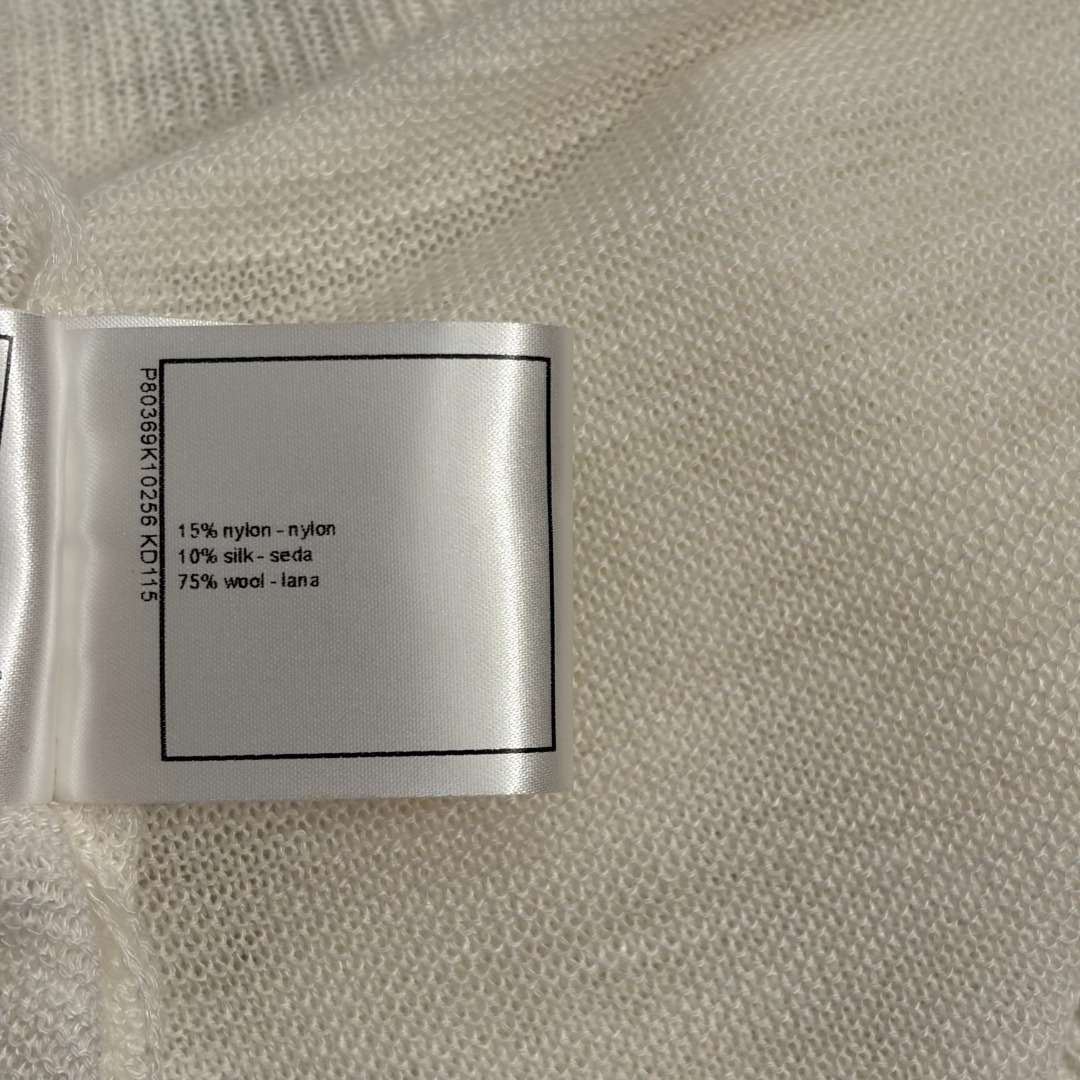 P80369K10256 KD115
15% nylon - nylon
10% silk - seda
75% wool - lana